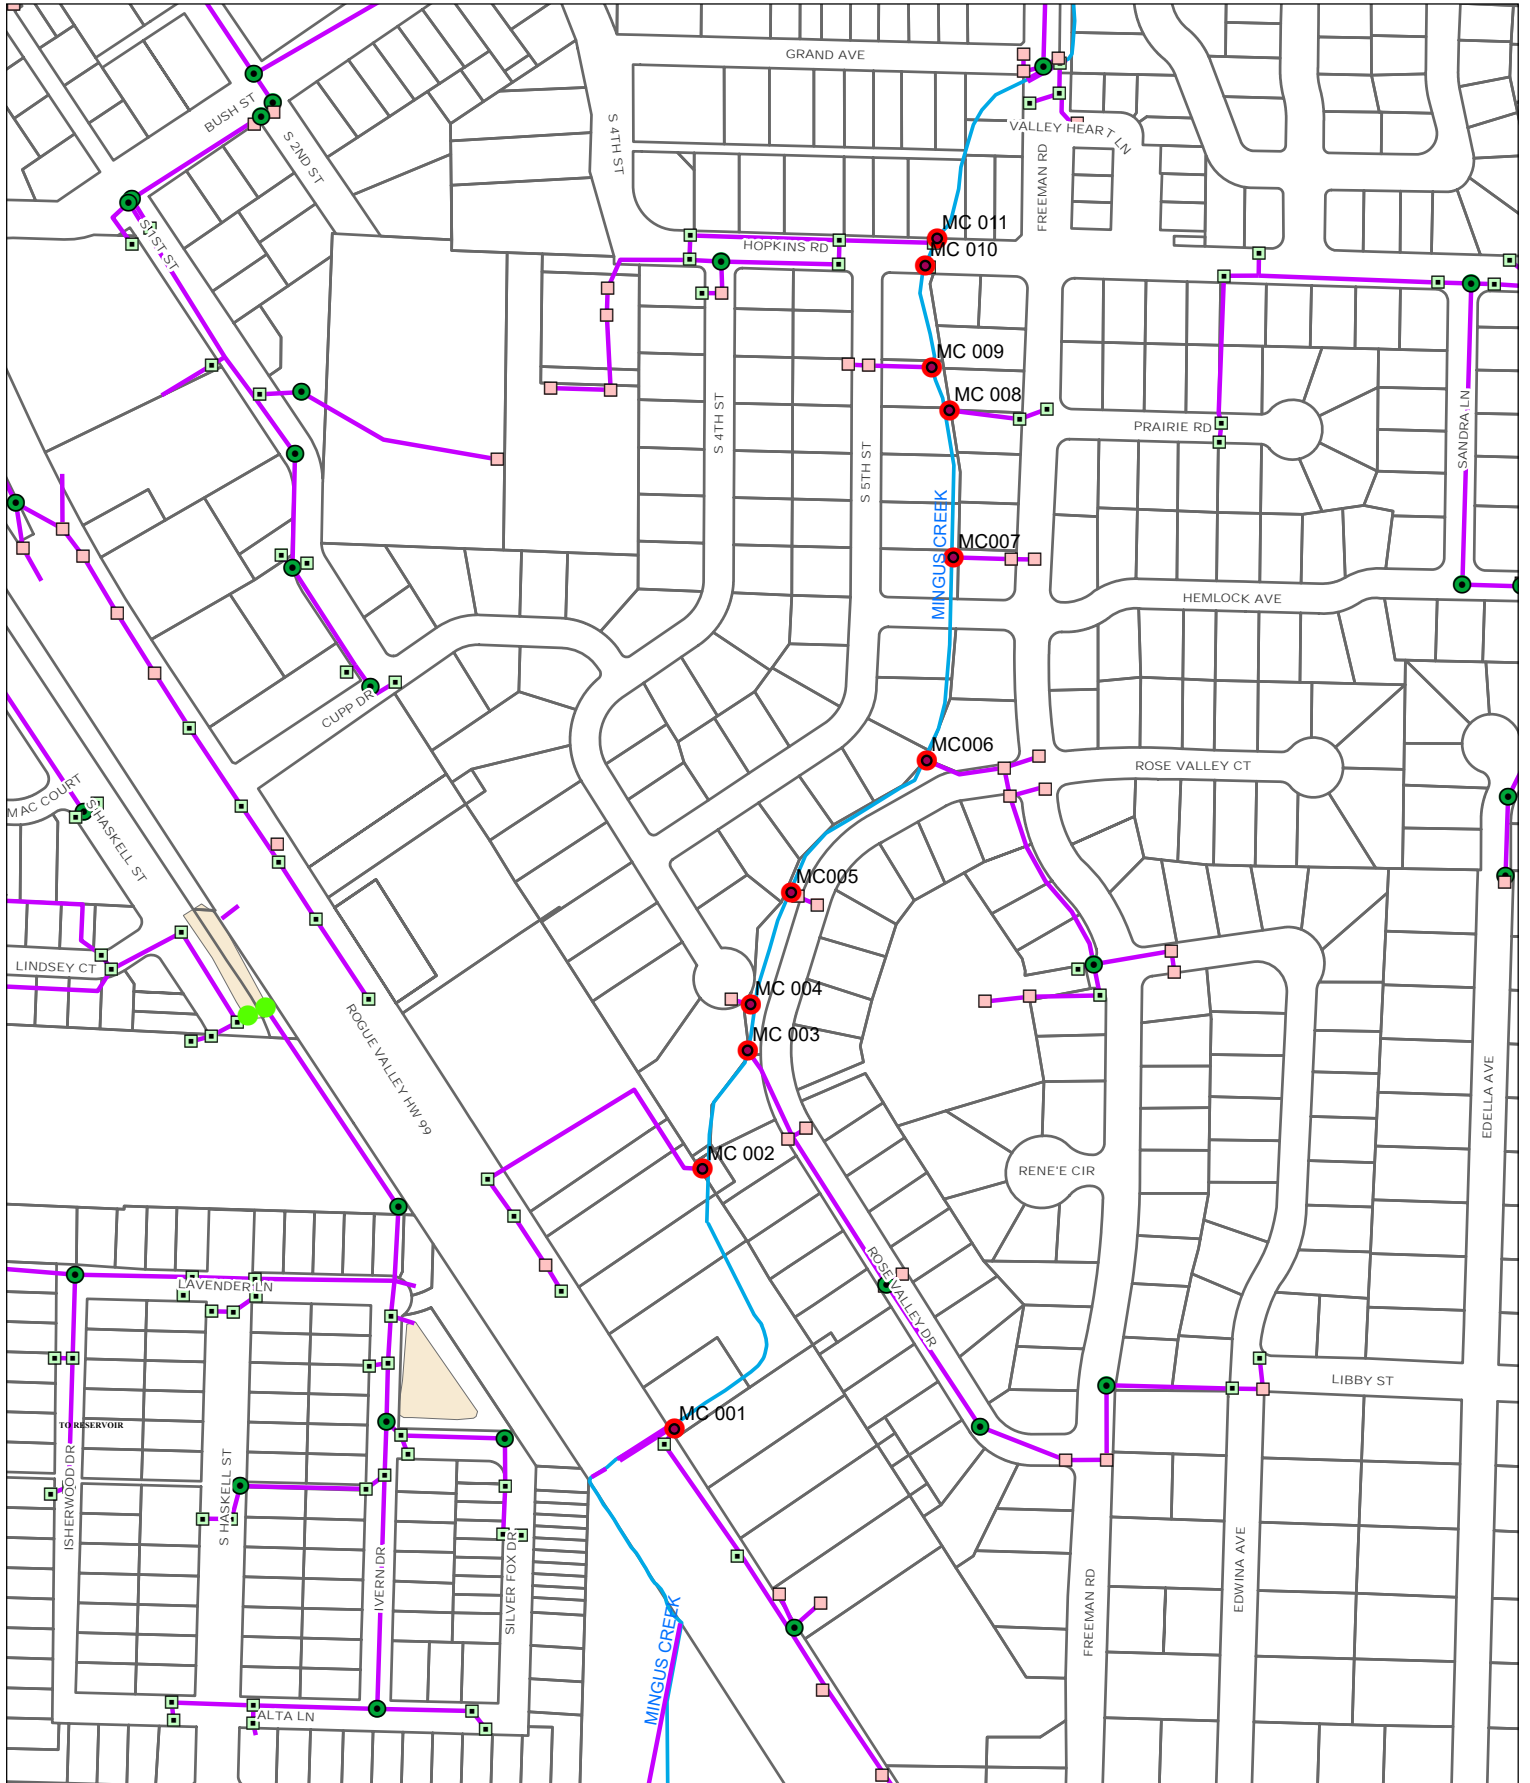 GRAND AVE
BUSH ST
S 2ND ST
S 4TH ST
VALLEY HEART LN
FREEMAN RD
MC 011
HOPKINS RD
MC 010
S 1ST ST
MC 009
MC 008
S 4TH ST
PRAIRIE RD
SANDRA LN
S 5TH ST
MINGUS CREEK
MC007
HEMLOCK AVE
CUPP DR
MC006
ROSE VALLEY CT
MAC COURT
S HASKELL ST
MC005
LINDSEY CT
MC 004
ROGUE VALLEY HW 99
MC 003
EDELLA AVE
MC 002
RENE'E CIR
LAVENDER LN
ROSE VALLEY DR
LIBBY ST
MC 001
TO RESERVOIR
ISHERWOOD DR
S HASKELL ST
IVERN DR
SILVER FOX DR
EDWINA AVE
FREEMAN RD
MINGUS CREEK
ALTA LN